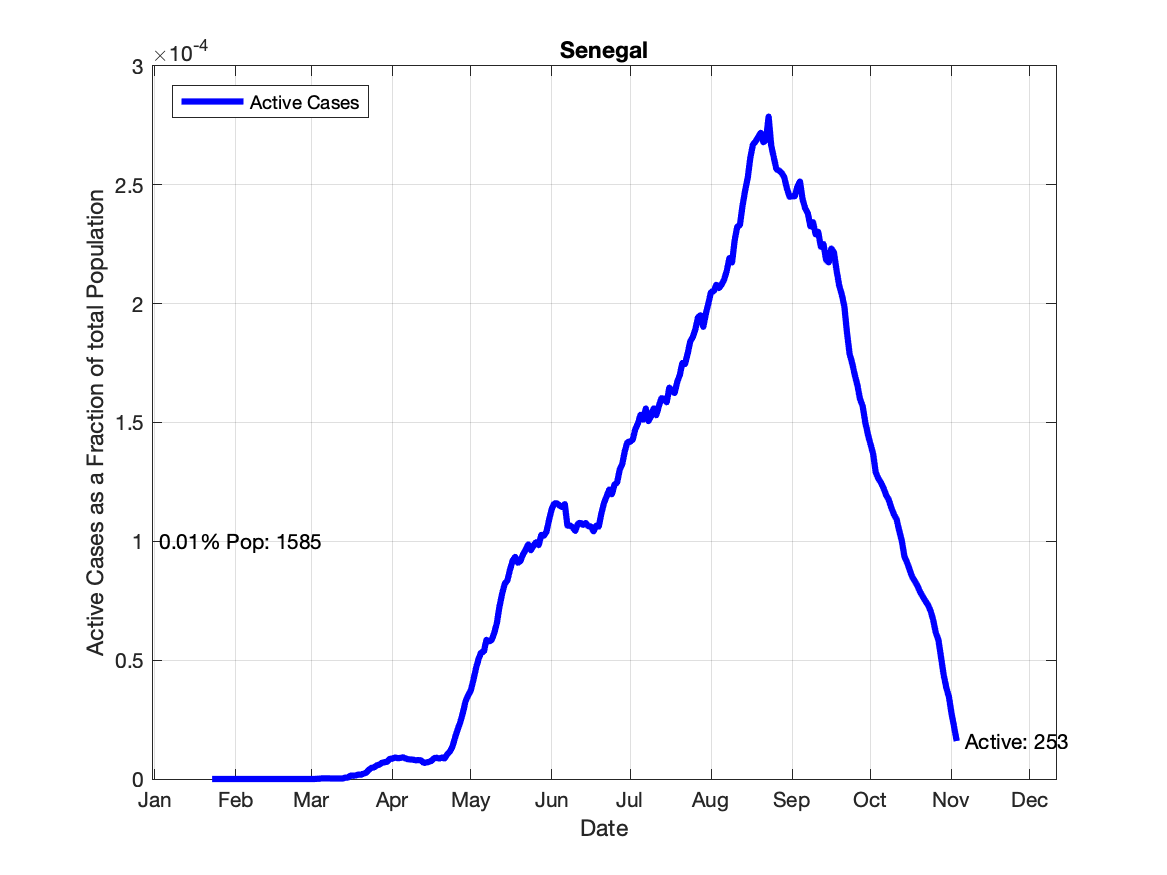 Senegal
×10-4
Active Cases
3
2.5
2
1.5
1
0.5
0
0.01% Pop: 1585
Active: 253
Jan Feb Mar Apr May Jun Jul Aug Sep Oct Nov Dec
Date
Active Cases as a Fraction of total Population